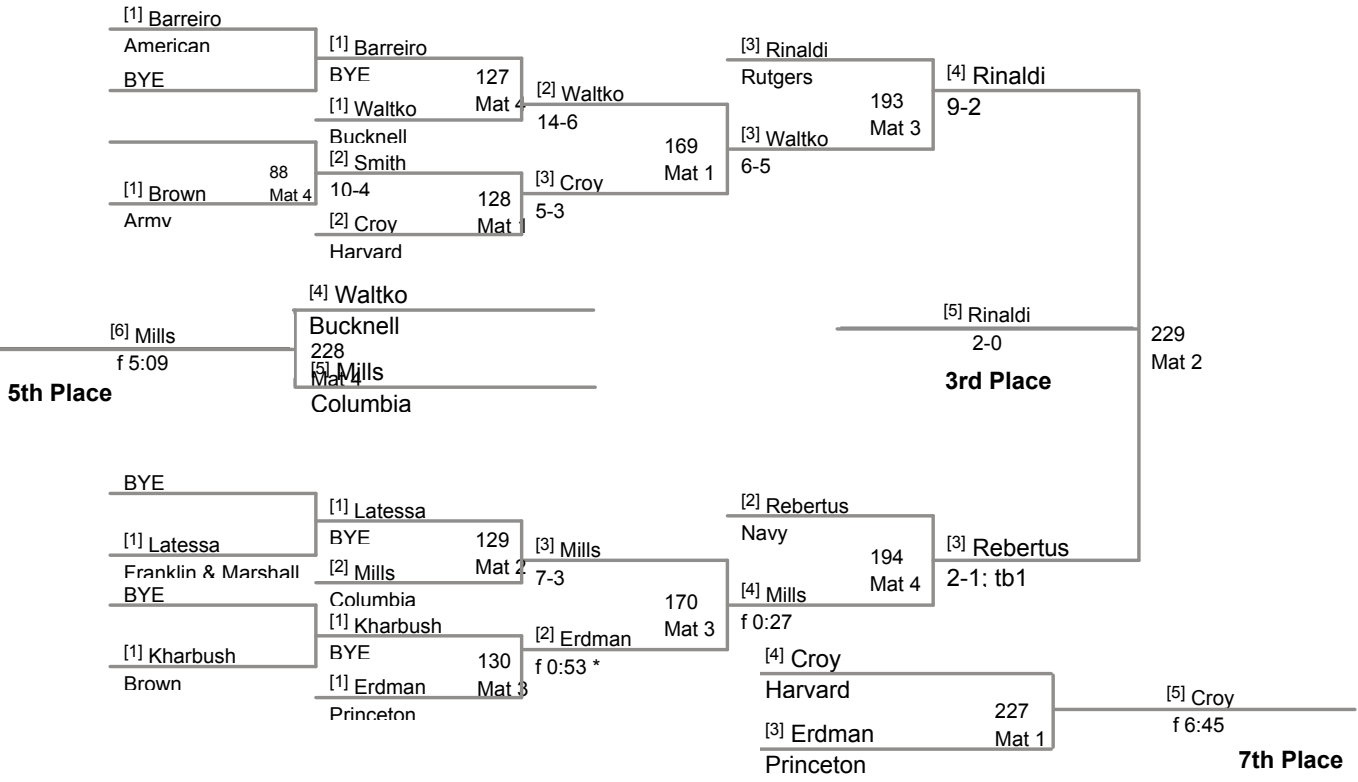 [1] Barreiro
American
BYE
[1] Barreiro
BYE
127
Mat 4
[1] Waltko
Bucknell
[2] Waltko
14-6
88
Mat 4
[1] Brown
Army
[2] Smith
10-4
128
Mat 1
[2] Croy
Harvard
[3] Croy
5-3
169
Mat 1
[3] Rinaldi
Rutgers
193
Mat 3
[3] Waltko
6-5
[4] Rinaldi
9-2
[4] Waltko
Bucknell
228
Mat 4
[5] Mills
Columbia
[6] Mills
f 5:09
5th Place
[5] Rinaldi
2-0
3rd Place
229
Mat 2
BYE
[1] Latessa
Franklin & Marshall
[1] Latessa
BYE
129
Mat 2
[2] Mills
Columbia
[3] Mills
7-3
BYE
[1] Kharbush
Brown
[1] Kharbush
BYE
130
Mat 3
[1] Erdman
Princeton
[2] Erdman
f 0:53 *
170
Mat 3
[2] Rebertus
Navy
194
Mat 4
[4] Mills
f 0:27
[3] Rebertus
2-1; tb1
[4] Croy
Harvard
227
Mat 1
[3] Erdman
Princeton
[5] Croy
f 6:45
7th Place